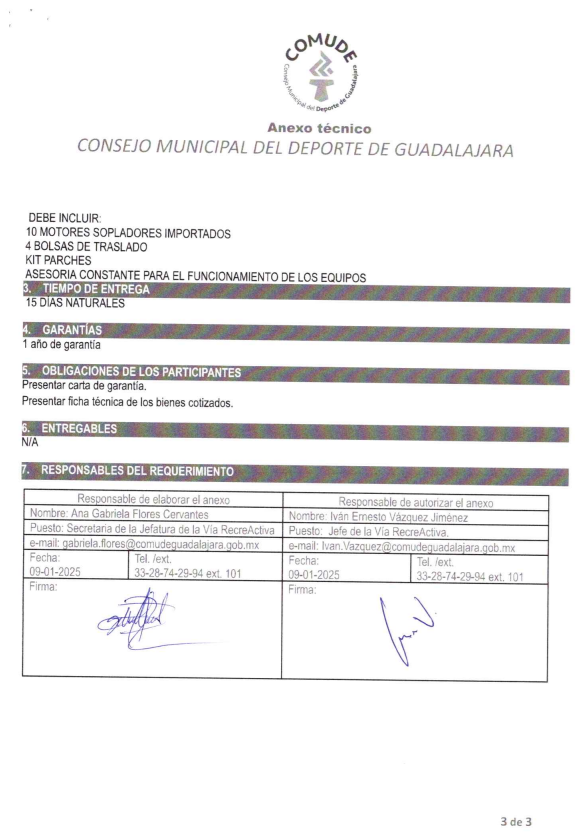 COMUDE
Consejo Municipal del Deporte de Guadalajara
Anexo técnico
CONSEJO MUNICIPAL DEL DEPORTE DE GUADALAJARA
DEBE INCLUIR:
10 MOTORES SOPLADORES IMPORTADOS
4 BOLSAS DE TRASLADO
KIT PARCHES
ASESORIA CONSTANTE PARA EL FUNCIONAMIENTO DE LOS EQUIPOS
3. TIEMPO DE ENTREGA
15 DÍAS NATURALES
4. GARANTÍAS
1 año de garantía
5. OBLIGACIONES DE LOS PARTICIPANTES
Presentar carta de garantía.
Presentar ficha técnica de los bienes cotizados.
6. ENTREGABLES
N/A
7. RESPONSABLES DEL REQUERIMIENTO
Responsable de elaborar el anexo
Nombre: Ana Gabriela Flores Cervantes
Puesto: Secretaria de la Jefatura de la Vía RecreActiva
e-mail: gabriela.flores@comudeguadalajara.gob.mx
Fecha:
09-01-2025
Tel. /ext.
33-28-74-29-94 ext. 101
Firma:
Responsable de autorizar el anexo
Nombre: Iván Ernesto Vázquez Jiménez
Puesto: Jefe de la Vía RecreActiva.
e-mail: Ivan.Vazquez@comudeguadalajara.gob.mx
Fecha:
09-01-2025
Tel. /ext.
33-28-74-29-94 ext. 101
Firma:
3 de 3